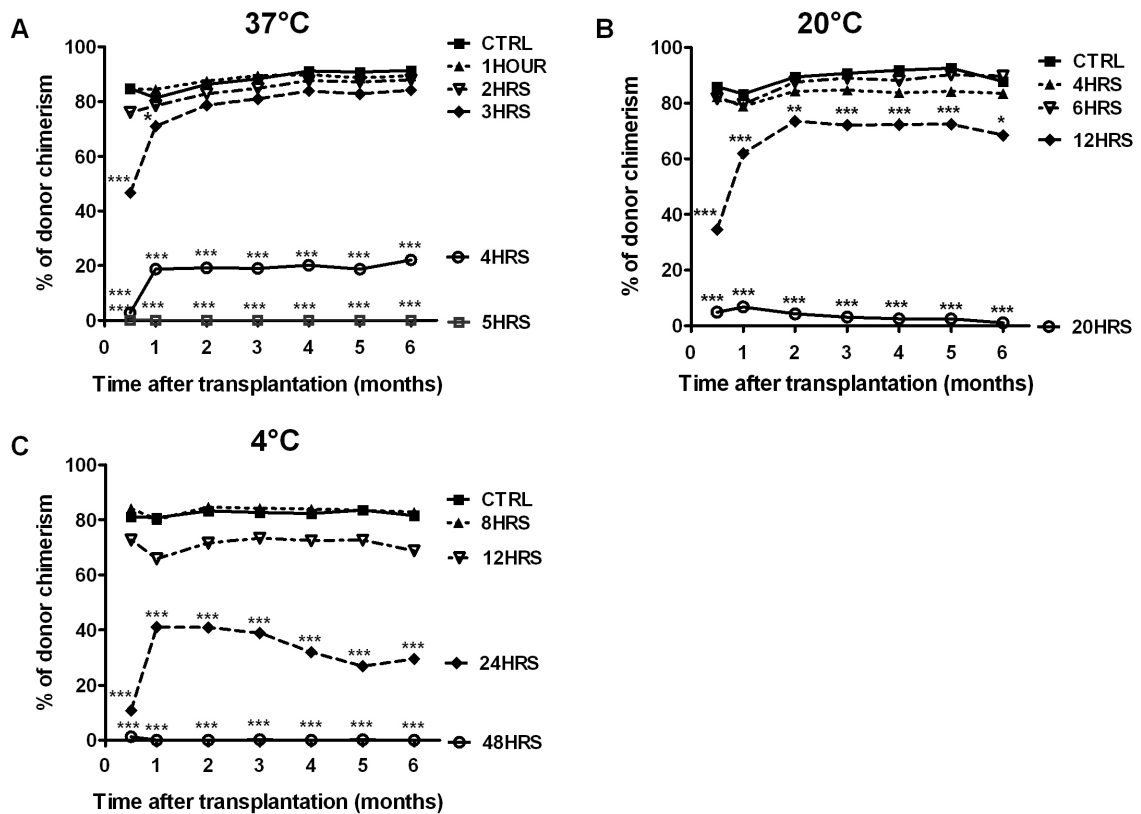 A
37°C
% of donor chimerism
100
80
60
40
20
0
***
*
***
***
***
***
***
***
***
***
***
***
***
***
***
***
0 1 2 3 4 5 6
Time after transplantation (months)
CTRL
1HOUR
2HRS
3HRS
4HRS
5HRS
B
20°C
% of donor chimerism
100
80
60
40
20
0
***
***
**
***
***
***
*
***
***
***
***
***
***
***
0 1 2 3 4 5 6
Time after transplantation (months)
CTRL
4HRS
6HRS
12HRS
20HRS
C
4°C
% of donor chimerism
100
80
60
40
20
0
***
***
***
***
***
***
***
***
***
***
***
***
***
***
0 1 2 3 4 5 6
Time after transplantation (months)
CTRL
8HRS
12HRS
24HRS
48HRS